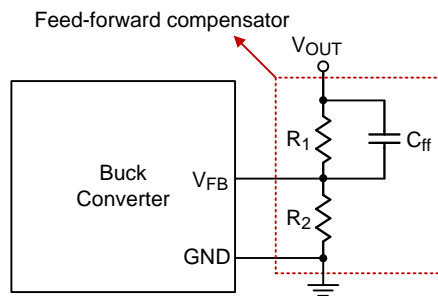 Feed-forward compensator
VOUT
R1
Cff
Buck
Converter
VFB
R2
GND